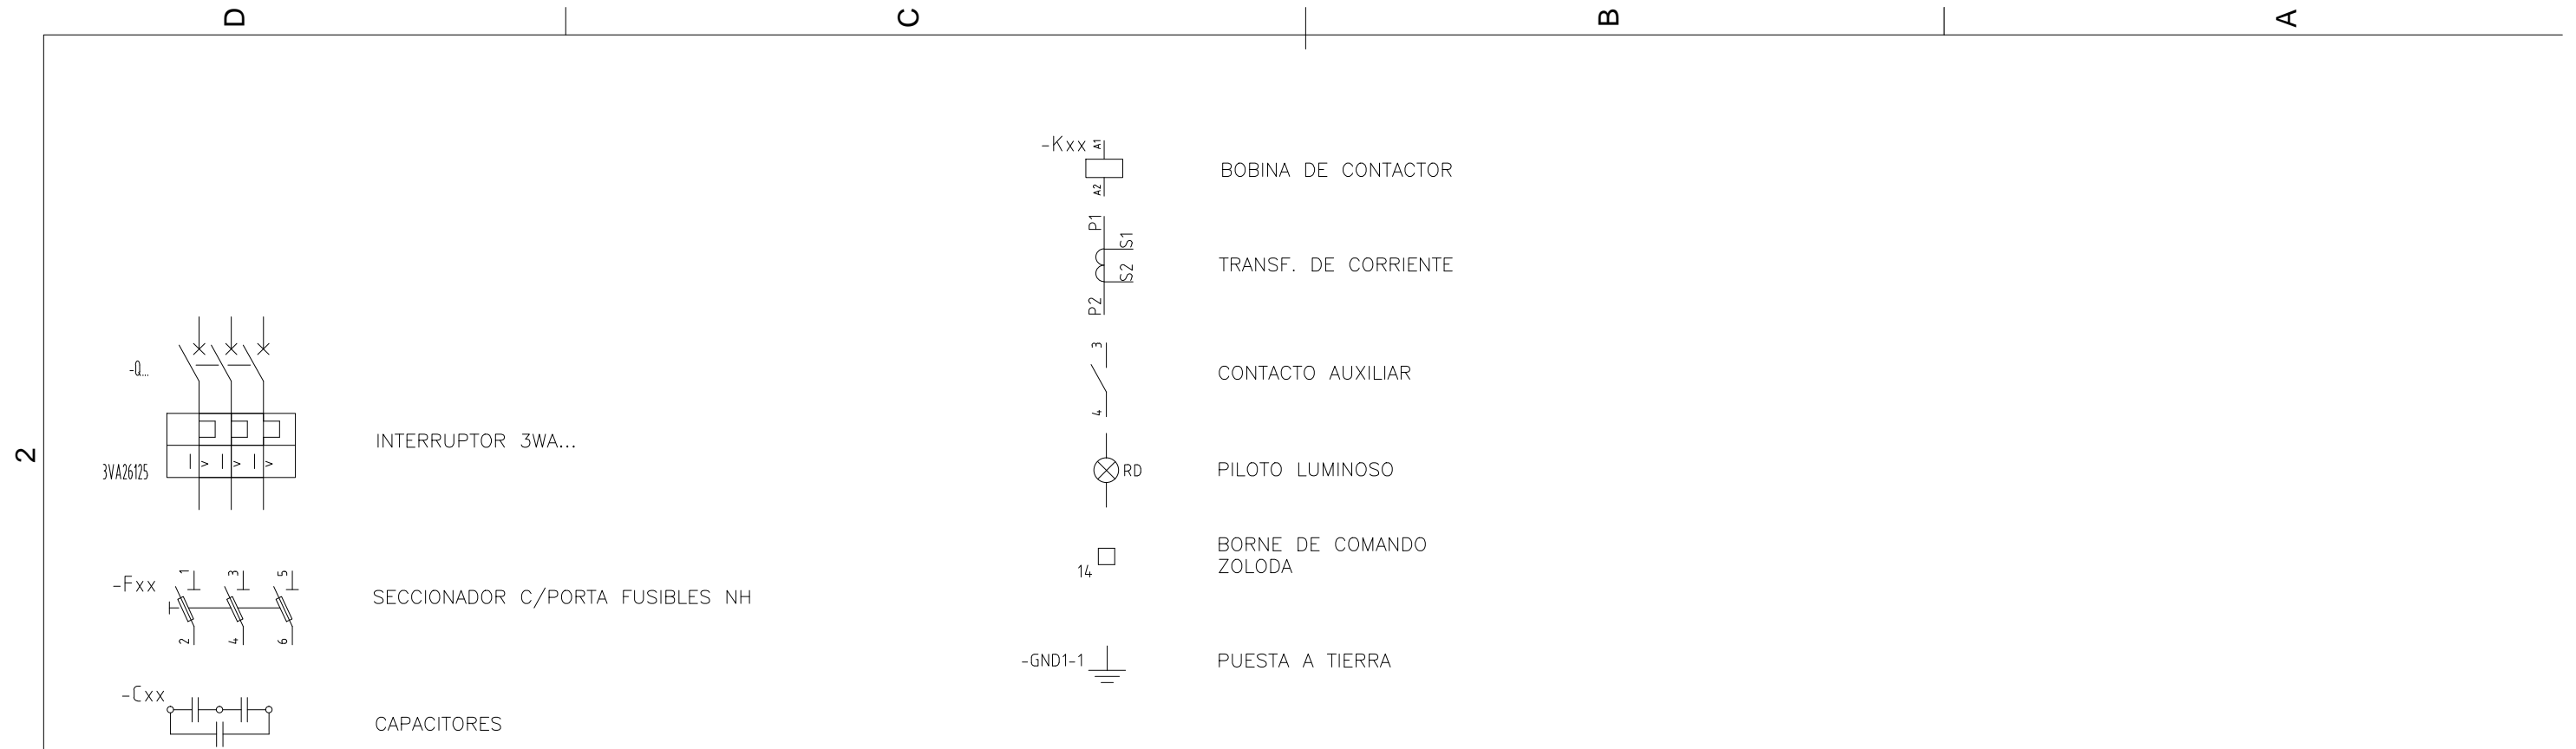 D
C
B
A
2
-Kxx
A1
A2
BOBINA DE CONTACTOR
P1
S1
S2
P2
TRANSF. DE CORRIENTE
3
4
CONTACTO AUXILIAR
-Q...
3VA26125
I > I > I >
INTERRUPTOR 3WA...
RD
PILOTO LUMINOSO
14
BORNE DE COMANDO
ZOLODA
-Fxx
1 3 5
2 4 6
SECCIONADOR C/PORTA FUSIBLES NH
-GND1-1
PUESTA A TIERRA
-Cxx
CAPACITORES